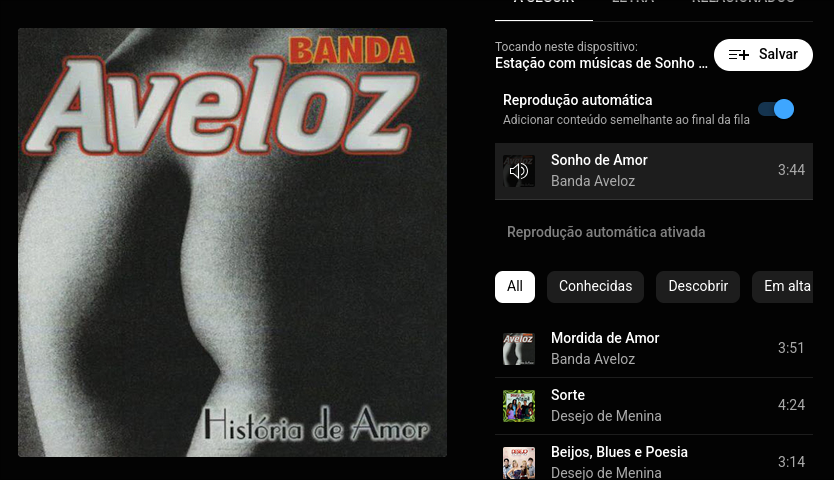 BANDA
Aveloz
História de Amor
A SEGUIR
LETRA
RELACIONADOS
Tocando neste dispositivo:
Estação com músicas de Sonho ...
Salvar
Reprodução automática
Adicionar conteúdo semelhante ao final da fila
Sonho de Amor
Banda Aveloz
3:44
Reprodução automática ativada
All
Conhecidas
Descobrir
Em alta
Mordida de Amor
Banda Aveloz
3:51
Sorte
Desejo de Menina
4:24
Beijos, Blues e Poesia
Desejo de Menina
3:14